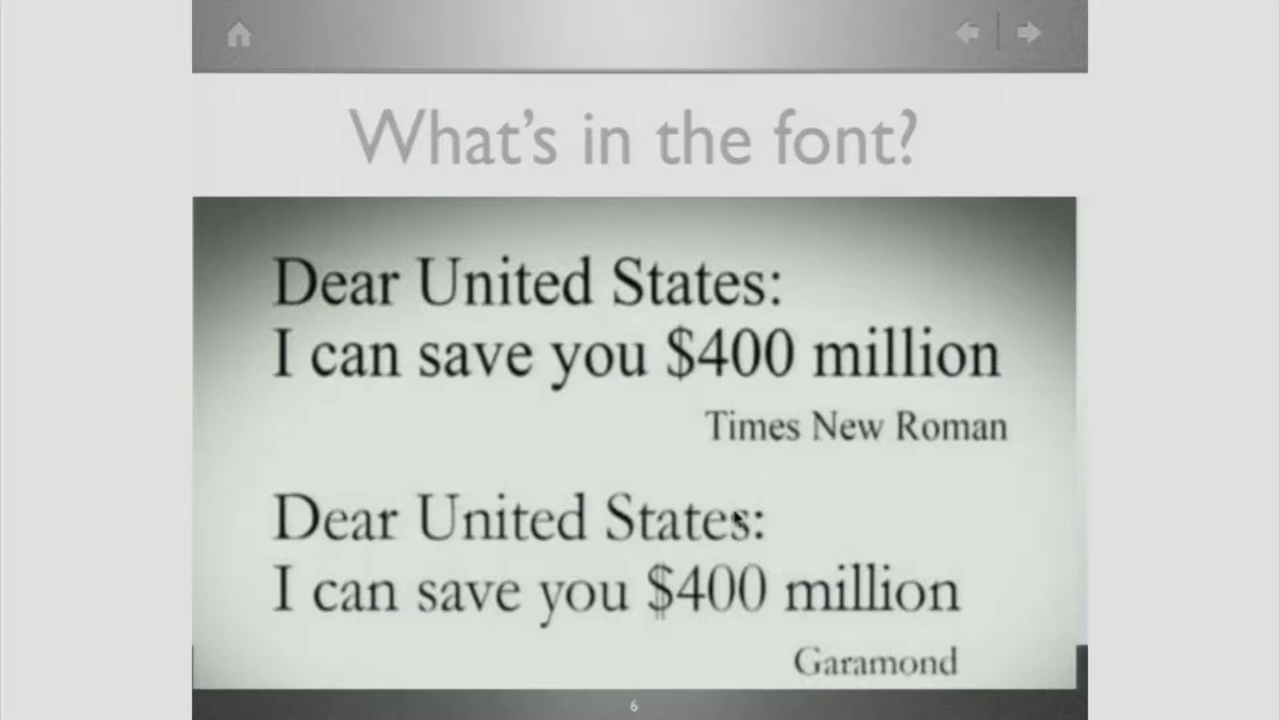 What's in the font?
Dear United States:
I can save you $400 million
Times New Roman
Dear United States:
I can save you $400 million
Garamond
6